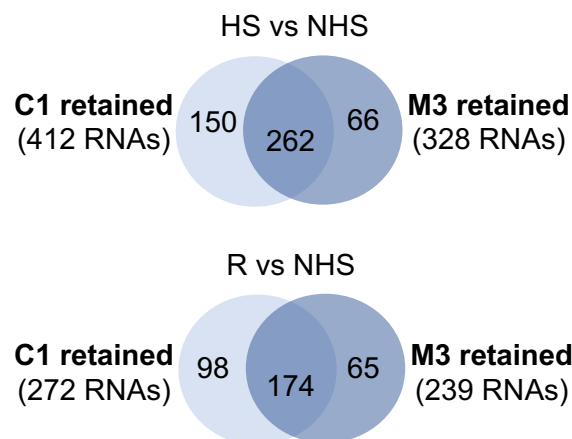 HS vs NHS
C1 retained
(412 RNAs)
150
262
66
M3 retained
(328 RNAs)
R vs NHS
C1 retained
(272 RNAs)
98
174
65
M3 retained
(239 RNAs)